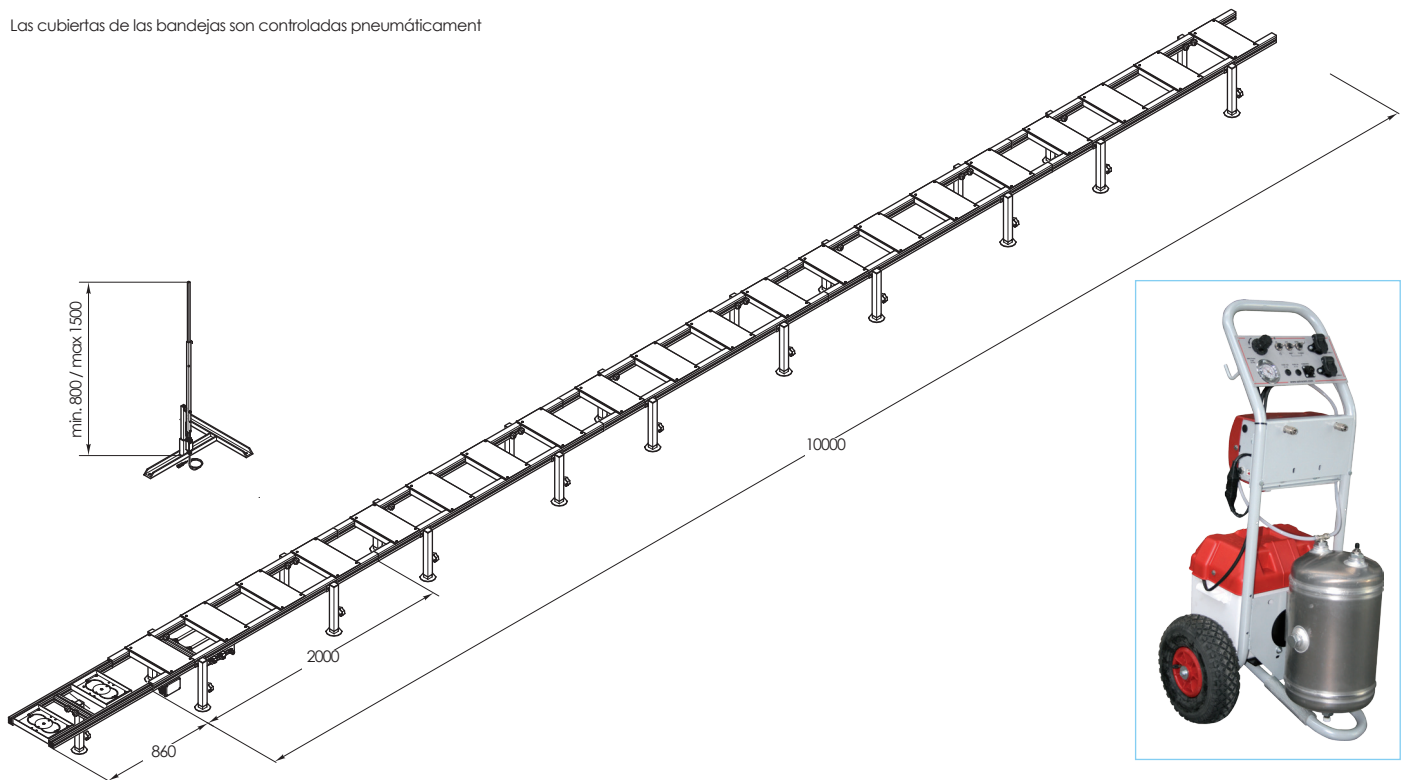 Las cubiertas de las bandejas son controladas pneumáticament
min. 800 / max 1500
10000
2000
860